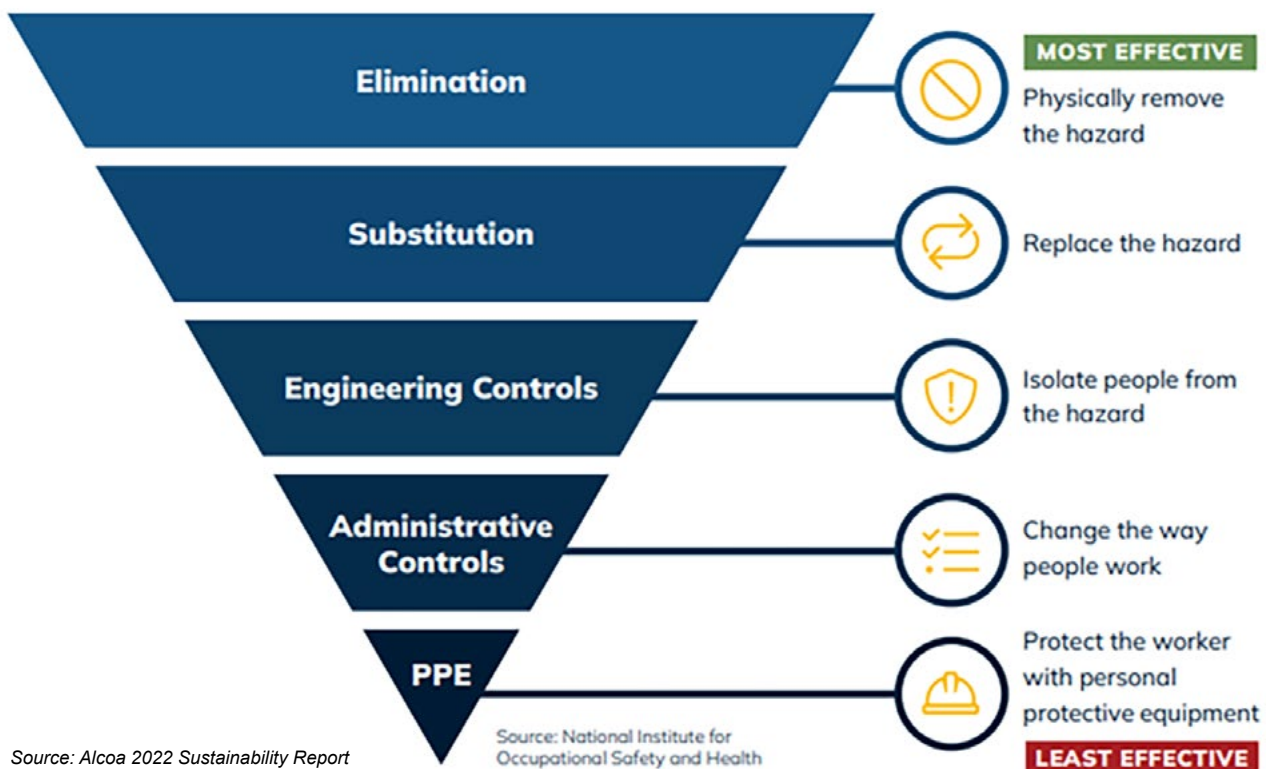 Elimination
MOST EFFECTIVE
Physically remove
the hazard
Substitution
Replace the hazard
Engineering Controls
Isolate people from
the hazard
Administrative
Controls
Change the way
people work
PPE
Protect the worker
with personal
protective equipment
LEAST EFFECTIVE
Source: National Institute for
Occupational Safety and Health
Source: Alcoa 2022 Sustainability Report